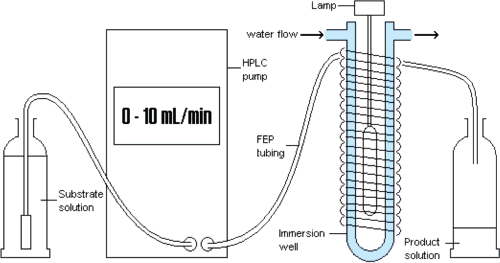 Lamp
water flow
HPLC
pump
0 - 10 mL/min
FEP
tubing
Substrate
solution
Immersion
well
Product
solution